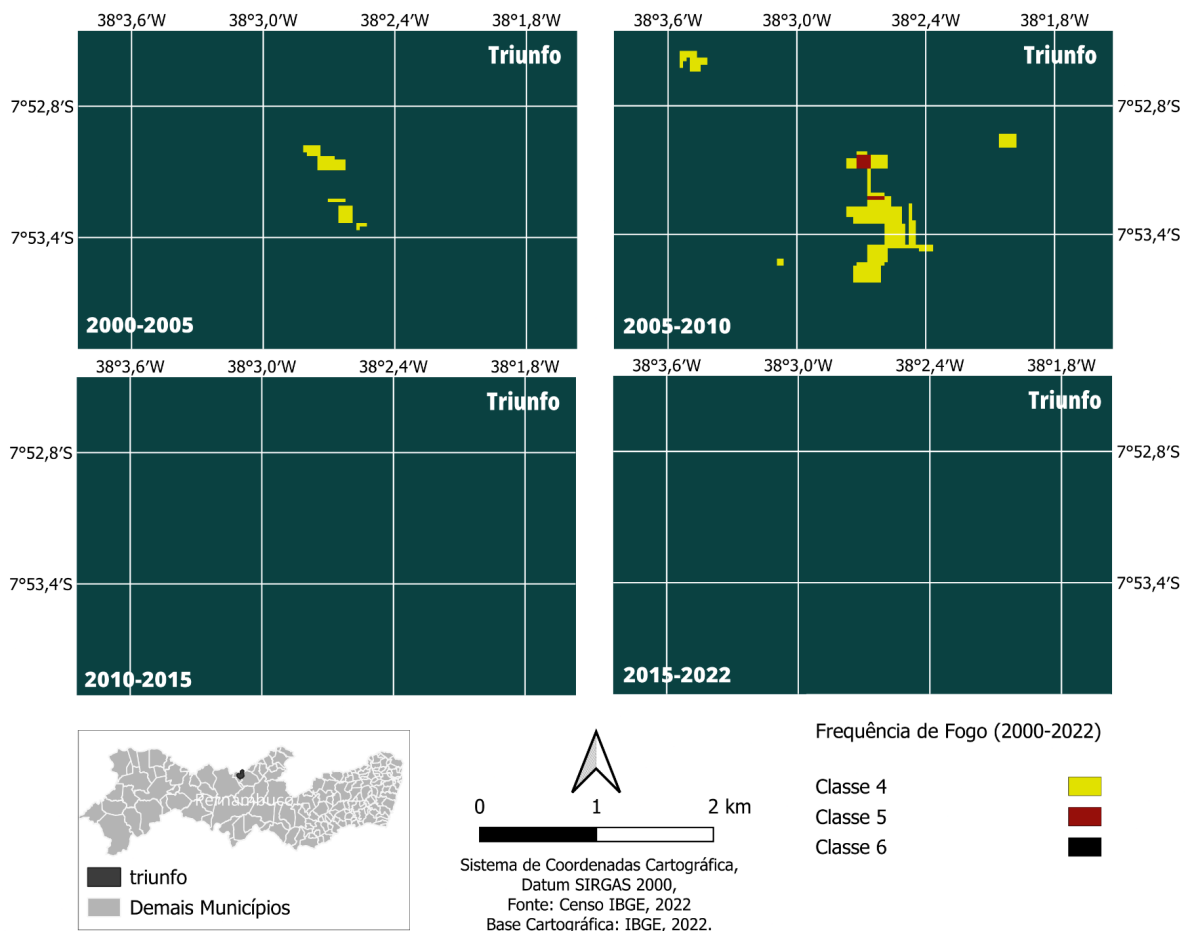 38°3,6′W 38°3,0′W 38°2,4′W 38°1,8′W
38°3,6′W 38°3,0′W 38°2,4′W 38°1,8′W
Triunfo
Triunfo
7°52,8′S
7°52,8′S
7°53,4′S
7°53,4′S
2000-2005
2005-2010
38°3,6′W 38°3,0′W 38°2,4′W 38°1,8′W
38°3,6′W 38°3,0′W 38°2,4′W 38°1,8′W
Triunfo
Triunfo
7°52,8′S
7°52,8′S
7°53,4′S
7°53,4′S
2010-2015
2015-2022
Pernambuco
triunfo
Demais Municípios
0 1 2 km
Sistema de Coordenadas Cartográfica,
Datum SIRGAS 2000,
Fonte: Censo IBGE, 2022
Base Cartográfica: IBGE, 2022.
Frequência de Fogo (2000-2022)
Classe 4
Classe 5
Classe 6